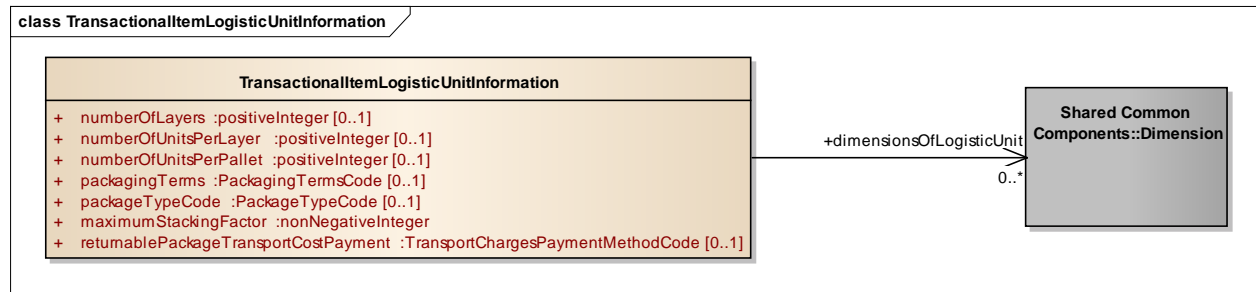 class TransactionalItemLogisticUnitInformation
TransactionalItemLogisticUnitInformation
+ numberOfLayers :positiveInteger [0..1]
+ numberOfUnitsPerLayer :positiveInteger [0..1]
+ numberOfUnitsPerPallet :positiveInteger [0..1]
+ packagingTerms :PackagingTermsCode [0..1]
+ packageTypeCode :PackageTypeCode [0..1]
+ maximumStackingFactor :nonNegativeInteger
+ returnablePackageTransportCostPayment :TransportChargesPaymentMethodCode [0..1]
+dimensionsOfLogisticUnit
0..*
Shared Common
Components::Dimension